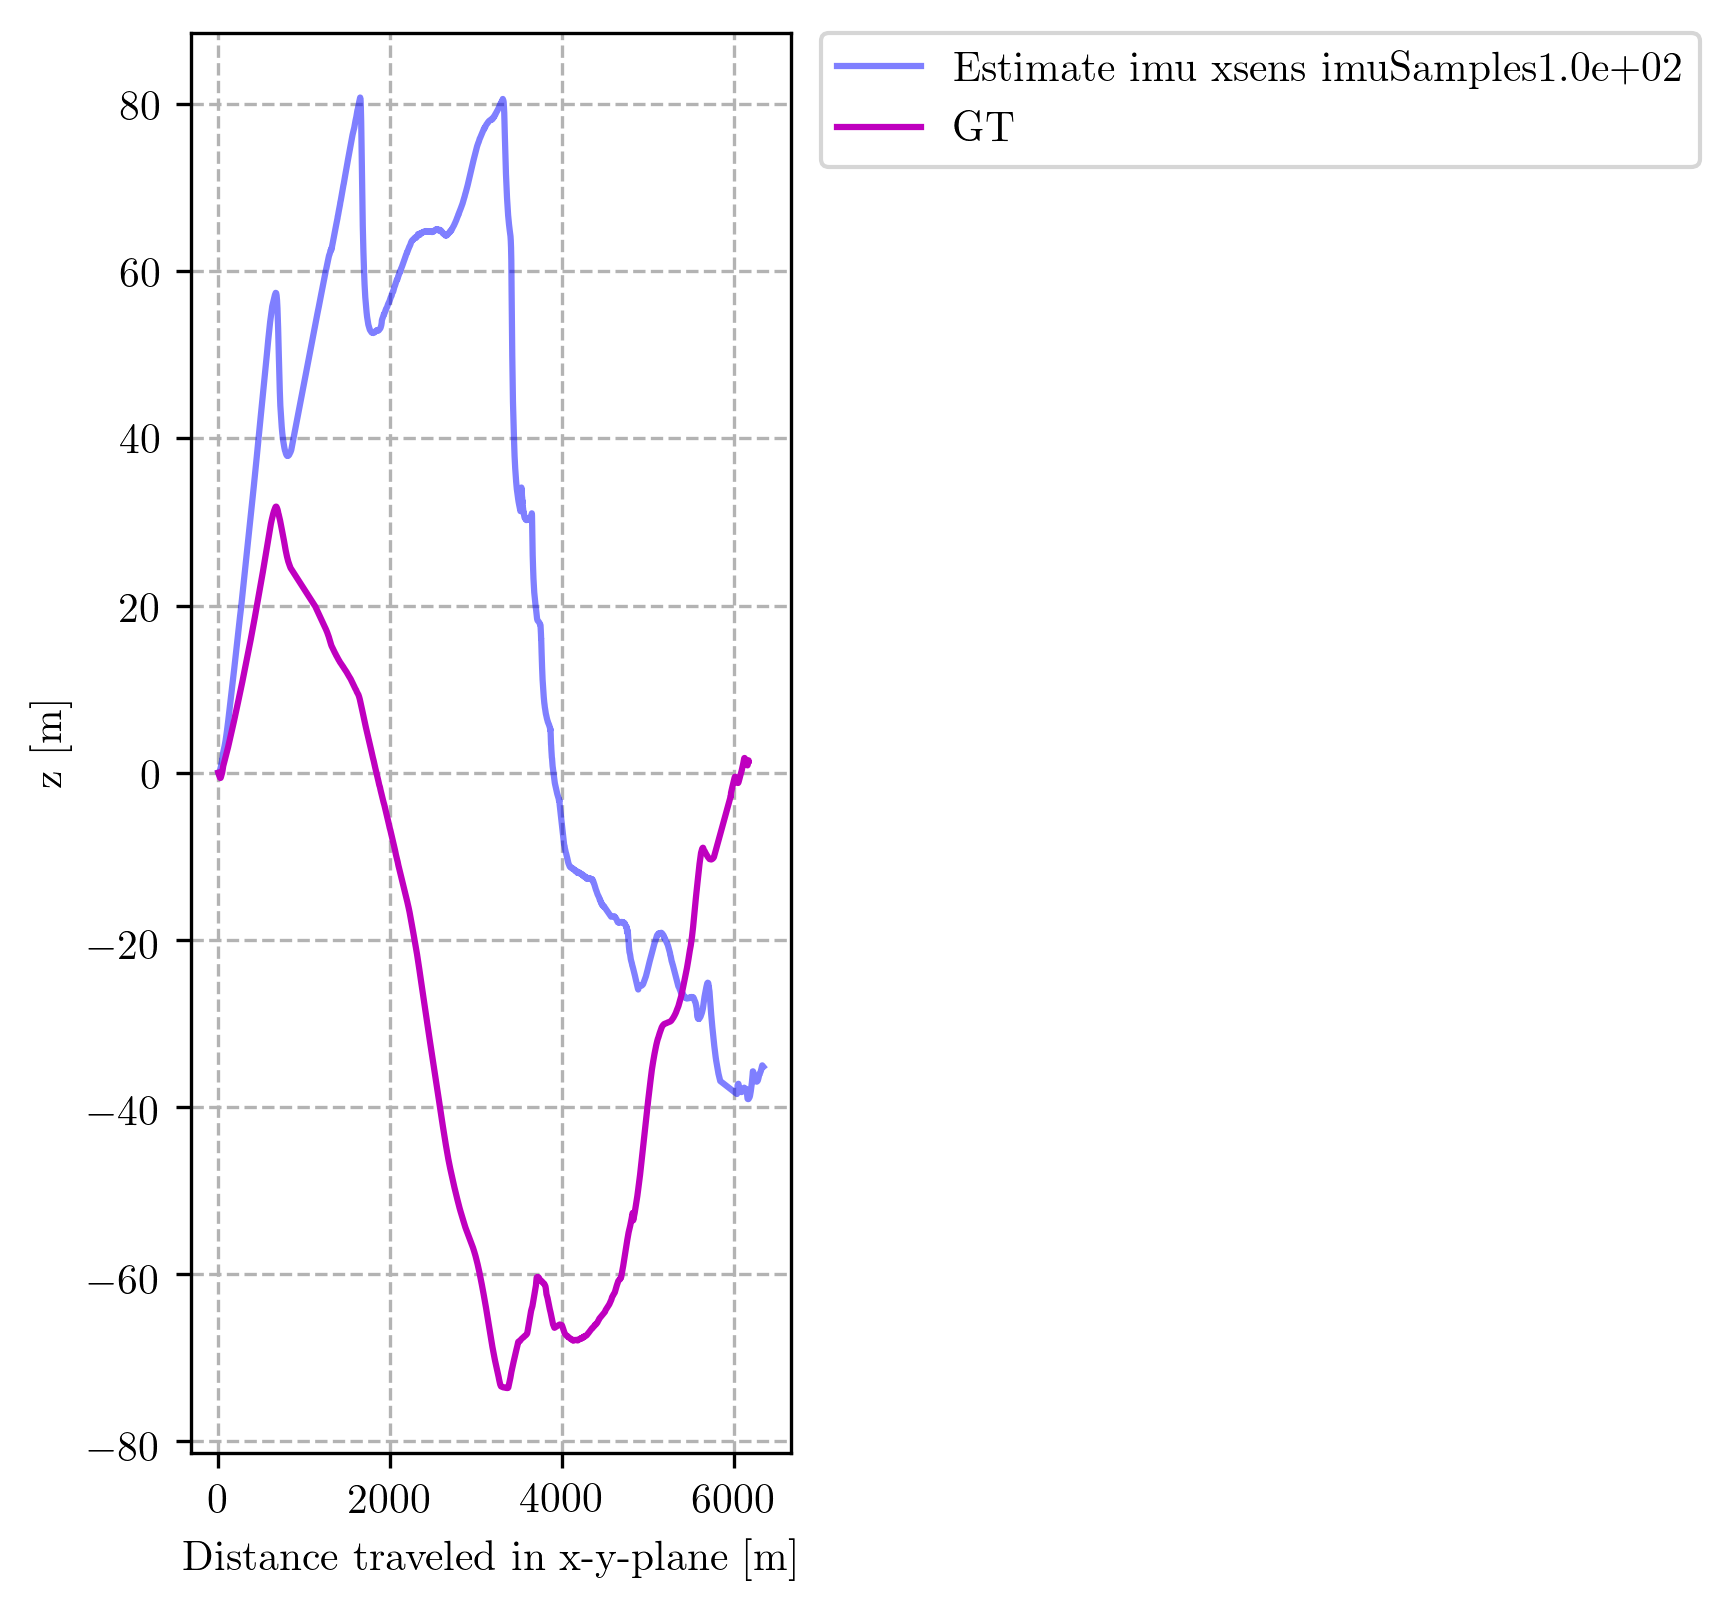 Estimate imu xsens imuSamples1.0e+02
GT
80
60
40
20
0
−20
−40
−60
−80
z [m]
0 2000 4000 6000
Distance traveled in x-y-plane [m]